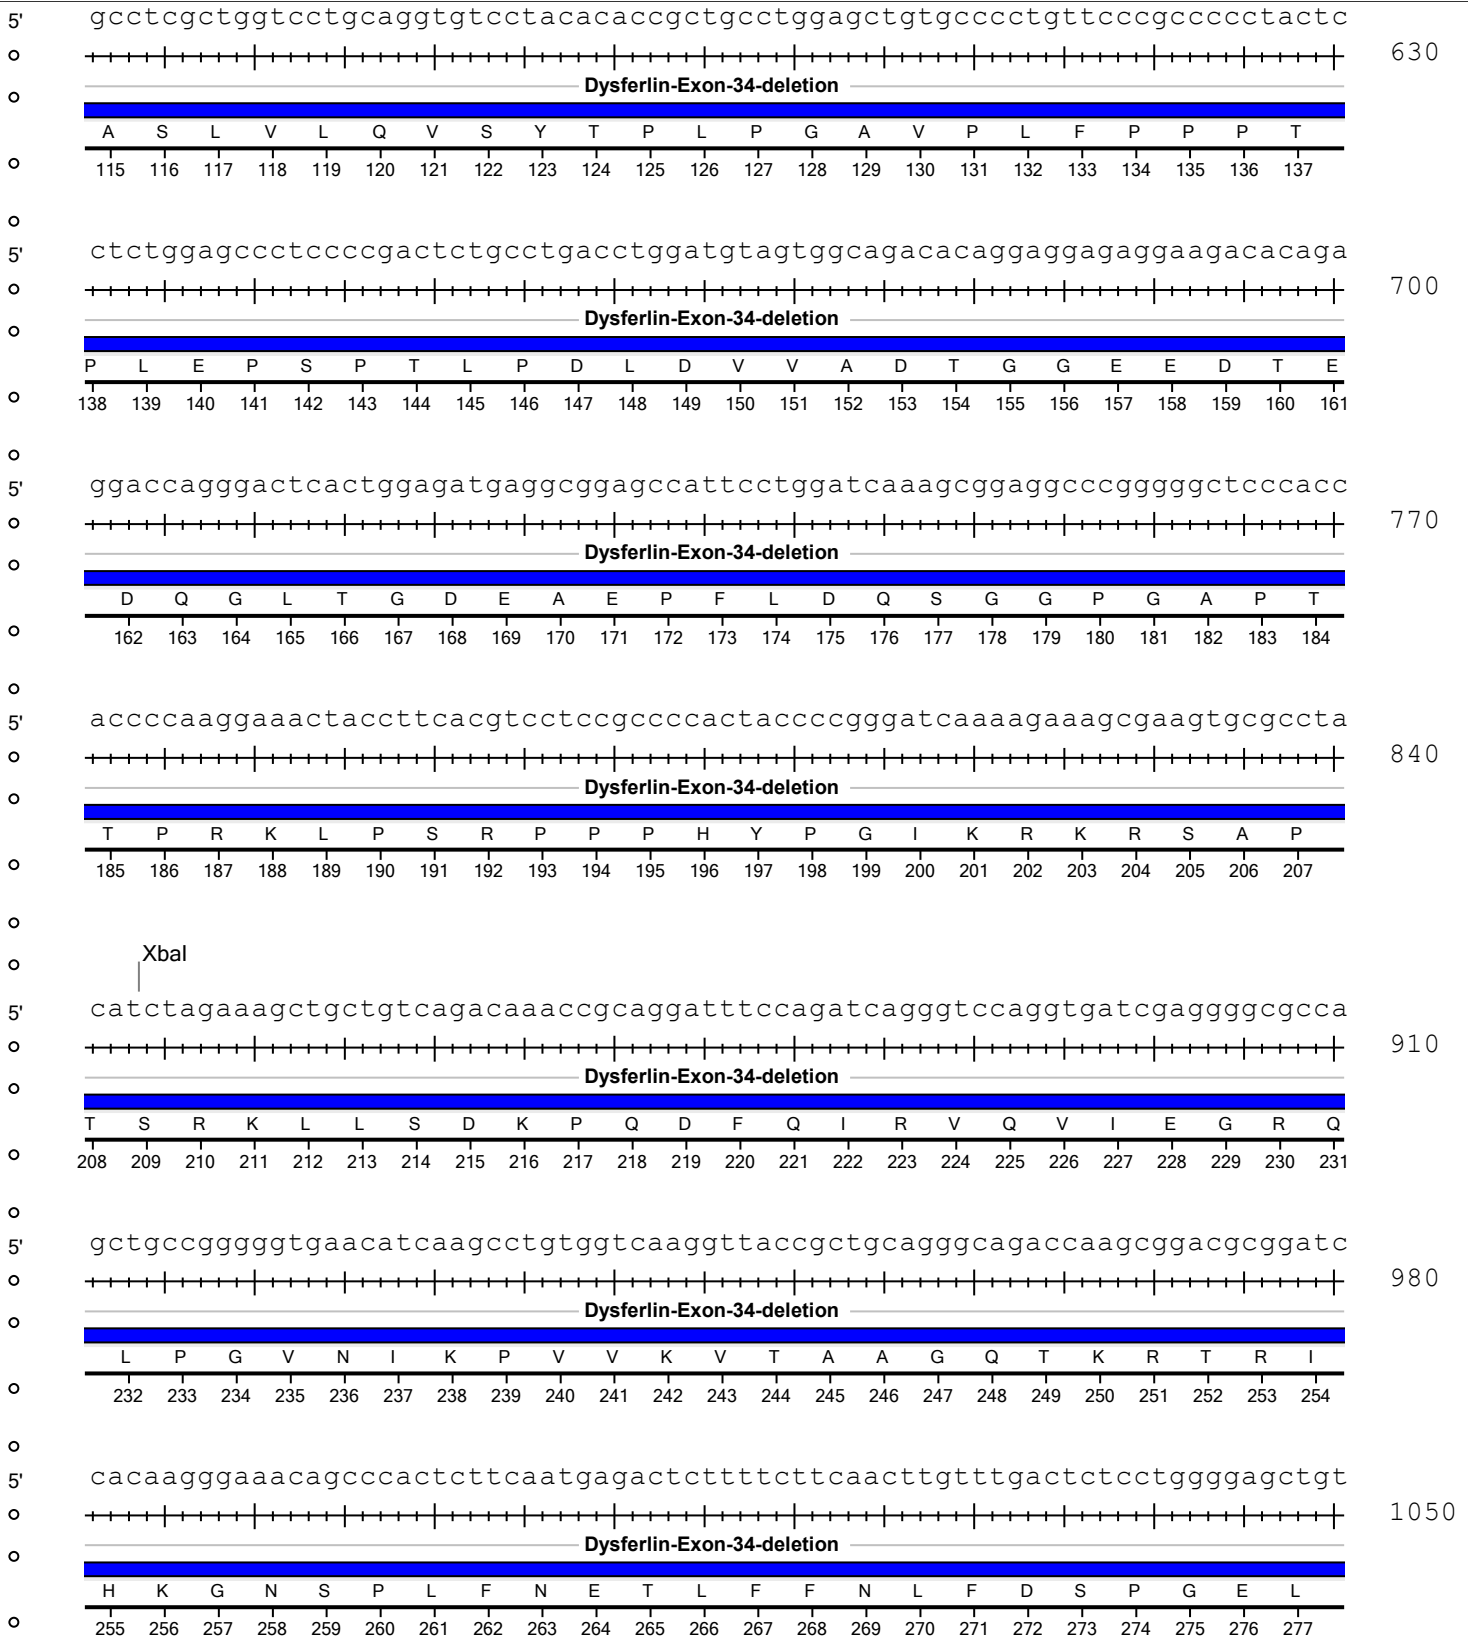 5' gcctcgctggtcctgcaggtgtcctacacaccgctgcctggagctgtgcccctgttcccgccccctactc
630
Dysferlin-Exon-34-deletion
A S L V L Q V S Y T P L P G A V P L F P P P T
115 116 117 118 119 120 121 122 123 124 125 126 127 128 129 130 131 132 133 134 135 136 137
5' ctctggagccctccccgactctgcctgacctggatgtagtggcagacacaggaggagaggaagacacaga
700
Dysferlin-Exon-34-deletion
P L E P S P T L P D L D V V A D T G G E E D T E
138 139 140 141 142 143 144 145 146 147 148 149 150 151 152 153 154 155 156 157 158 159 160 161
5' ggaccagggactcactggagatgaggcggagccattcctggatcaaagcggaggcccgggggctcccacc
770
Dysferlin-Exon-34-deletion
D Q G L T G D E A E P F L D Q S G G P G A P T
162 163 164 165 166 167 168 169 170 171 172 173 174 175 176 177 178 179 180 181 182 183 184
5' accccaaggaaactaccttcacgtcctccgccccactaccccgggatcaaaagaaagcgaagtgcgccta
840
Dysferlin-Exon-34-deletion
T P R K L P S R P P P H Y P G I K R K R S A P
185 186 187 188 189 190 191 192 193 194 195 196 197 198 199 200 201 202 203 204 205 206 207
XbaI
5' catctagaaagctgctgtcagacaaaccgcaggatttccagatcagggtccaggtgatcgaggggcgcca
910
Dysferlin-Exon-34-deletion
T S R K L L S D K P Q D F Q I R V Q V I E G R Q
208 209 210 211 212 213 214 215 216 217 218 219 220 221 222 223 224 225 226 227 228 229 230 231
5' gctgccgggggtgaacatcaagcctgtggtcaaggttaccgctgcagggcagaccaagcggacgcggatc
980
Dysferlin-Exon-34-deletion
L P G V N I K P V V K V T A A G Q T K R T R I
232 233 234 235 236 237 238 239 240 241 242 243 244 245 246 247 248 249 250 251 252 253 254
5' cacaagggaaacagcccactcttcaatgagactcttttcttcaacttgtttgactctcctggggagctgt
1050
Dysferlin-Exon-34-deletion
H K G N S P L F N E T L F F N L F D S P G E L
255 256 257 258 259 260 261 262 263 264 265 266 267 268 269 270 271 272 273 274 275 276 277